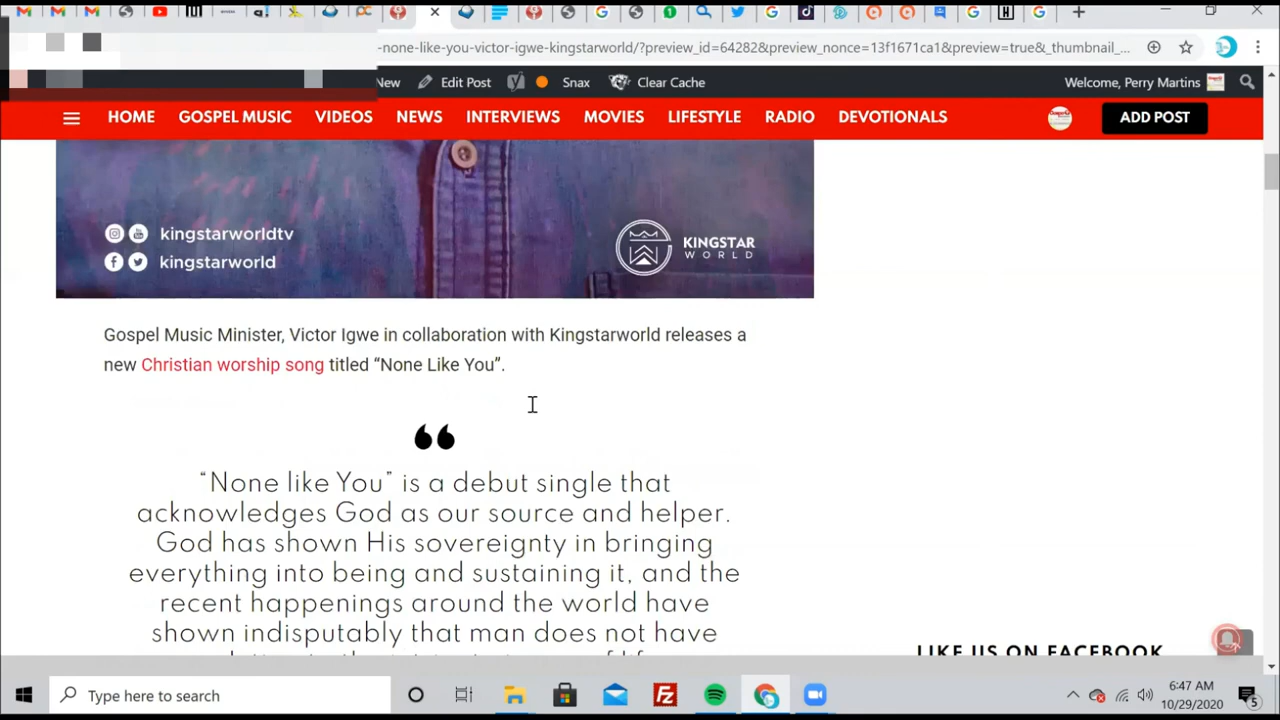 -none-like-you-victor-igwe-kingstarworld/?preview_id=64282&preview_nonce=13f1671ca1&preview=true&_thumbnail_...
New Edit Post Snax Clear Cache Welcome, Perry Martins
HOME GOSPEL MUSIC VIDEOS NEWS INTERVIEWS MOVIES LIFESTYLE RADIO DEVOTIONALS ADD POST
kingstarworldtv
kingstarworld
KINGSTAR
WORLD
Gospel Music Minister, Victor Igwe in collaboration with Kingstarworld releases a
new Christian worship song titled “None Like You”.
“None like You” is a debut single that
acknowledges God as our source and helper.
God has shown His sovereignty in bringing
everything into being and sustaining it, and the
recent happenings around the world have
shown indisputably that man does not have
LIKE US ON FACEBOOK
Type here to search
6:47 AM
10/29/2020
5